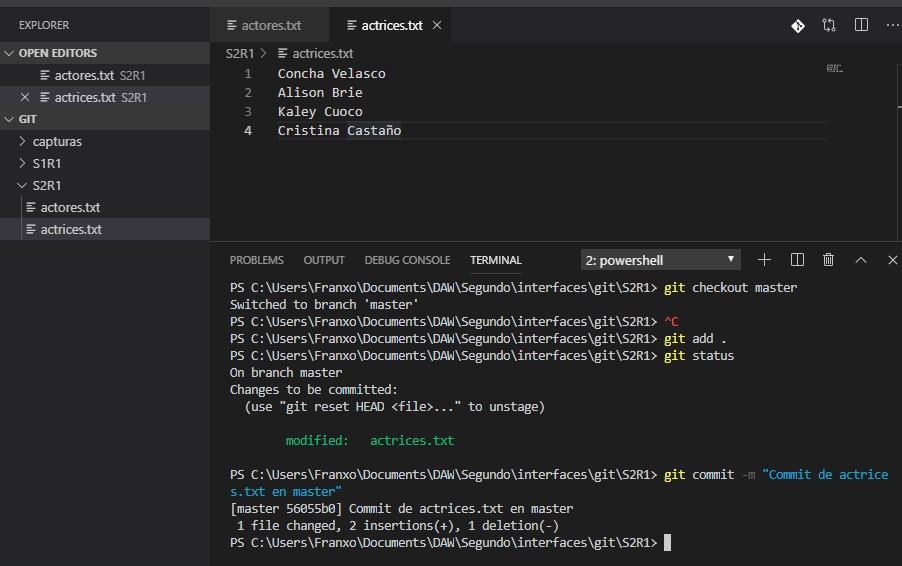 EXPLORER
OPEN EDITORS
actores.txt S2R1
actrices.txt S2R1
GIT
capturas
S1R1
S2R1
actores.txt
actrices.txt
actores.txt actrices.txt
S2R1 > actrices.txt
1 Concha Velasco
2 Alison Brie
3 Kaley Cuoco
4 Cristina Castaño
PROBLEMS OUTPUT DEBUG CONSOLE TERMINAL 2: powershell
PS C:\Users\Franxo\Documents\DAW\Segundo\interfaces\git\S2R1> git checkout master
Switched to branch 'master'
PS C:\Users\Franxo\Documents\DAW\Segundo\interfaces\git\S2R1> ^C
PS C:\Users\Franxo\Documents\DAW\Segundo\interfaces\git\S2R1> git add .
PS C:\Users\Franxo\Documents\DAW\Segundo\interfaces\git\S2R1> git status
On branch master
Changes to be committed:
(use "git reset HEAD <file>..." to unstage)
modified: actrices.txt
PS C:\Users\Franxo\Documents\DAW\Segundo\interfaces\git\S2R1> git commit -m "Commit de actrice
s.txt en master"
[master 56055b0] Commit de actrices.txt en master
1 file changed, 2 insertions(+), 1 deletion(-)
PS C:\Users\Franxo\Documents\DAW\Segundo\interfaces\git\S2R1>